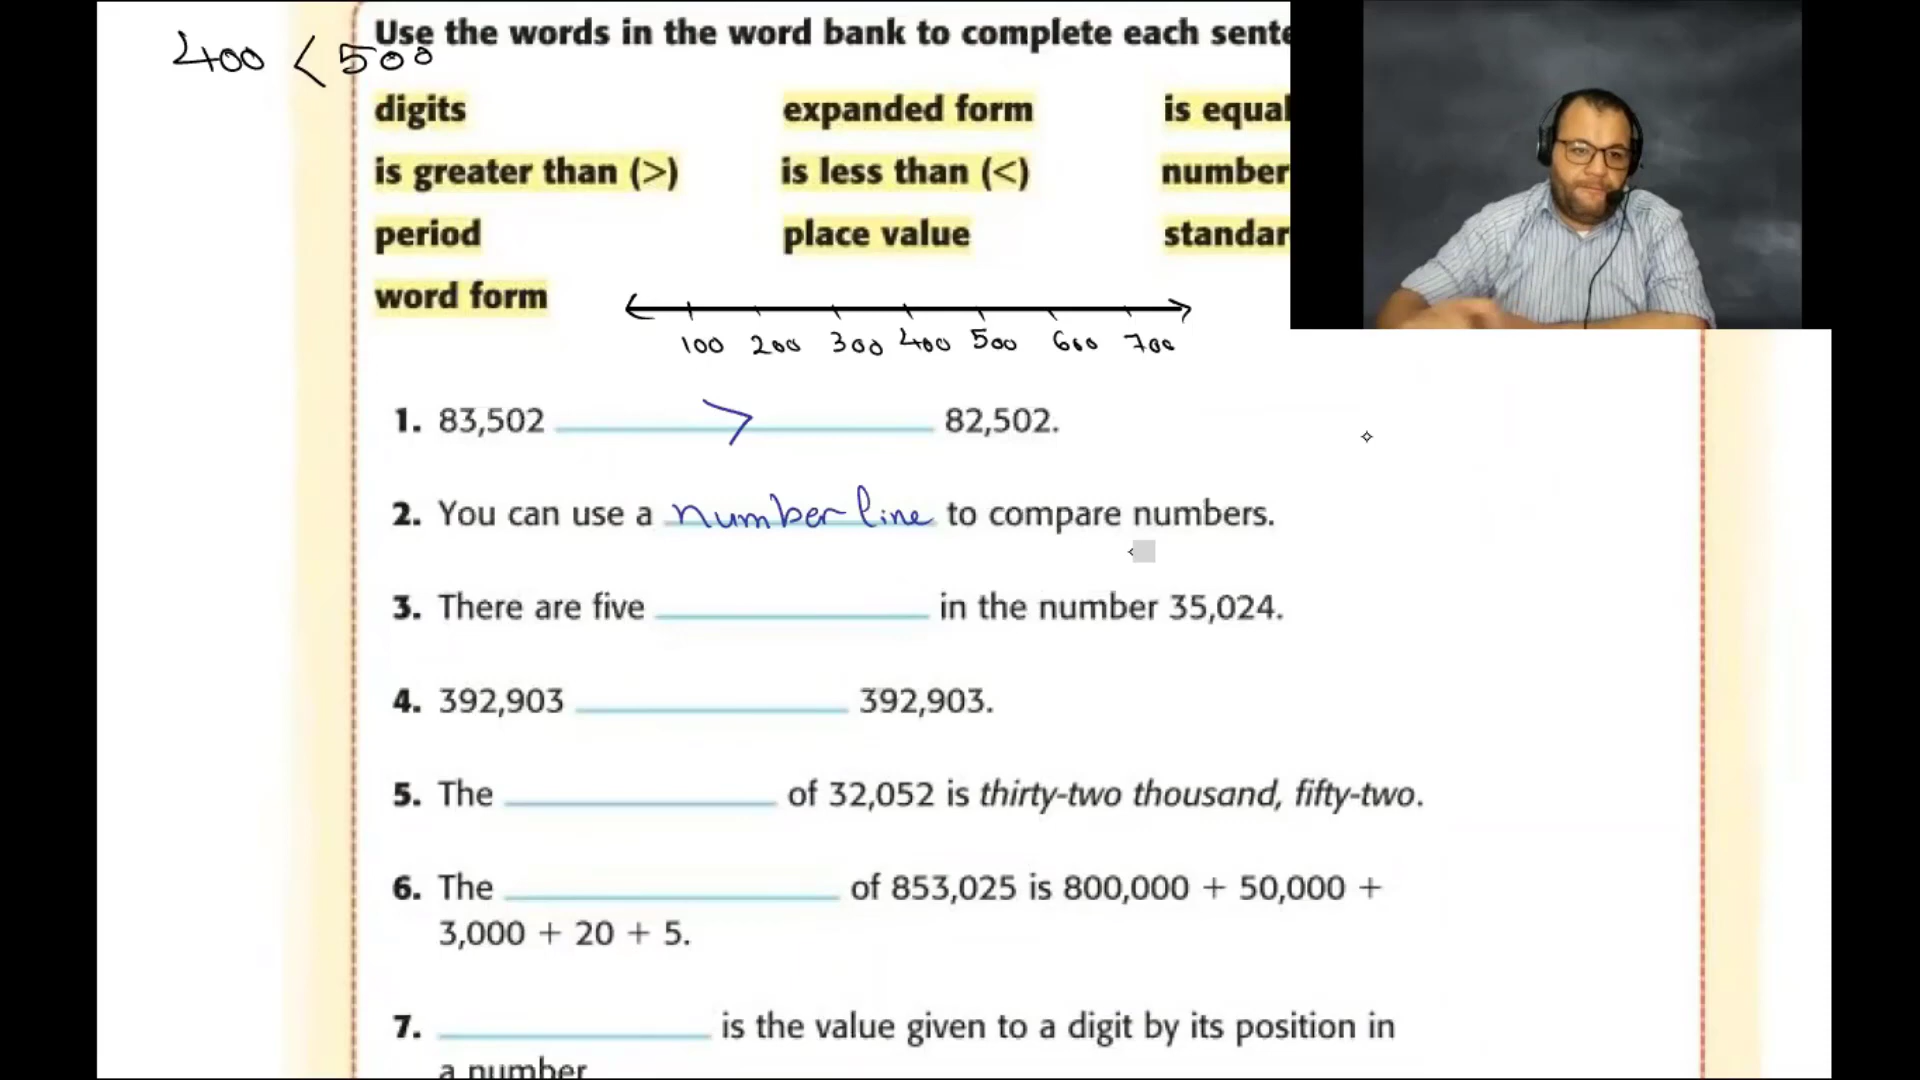 400 < 500
Use the words in the word bank to complete each sente
digits expanded form is equal
is greater than (>) is less than (<) number
period place value standar
word form
100 200 300 400 500 600 700
1. 83,502 > 82,502.
2. You can use a number line to compare numbers.
3. There are five in the number 35,024.
4. 392,903 392,903.
5. The of 32,052 is thirty-two thousand, fifty-two.
6. The of 853,025 is 800,000 + 50,000 +
3,000 + 20 + 5.
7. is the value given to a digit by its position in
a number